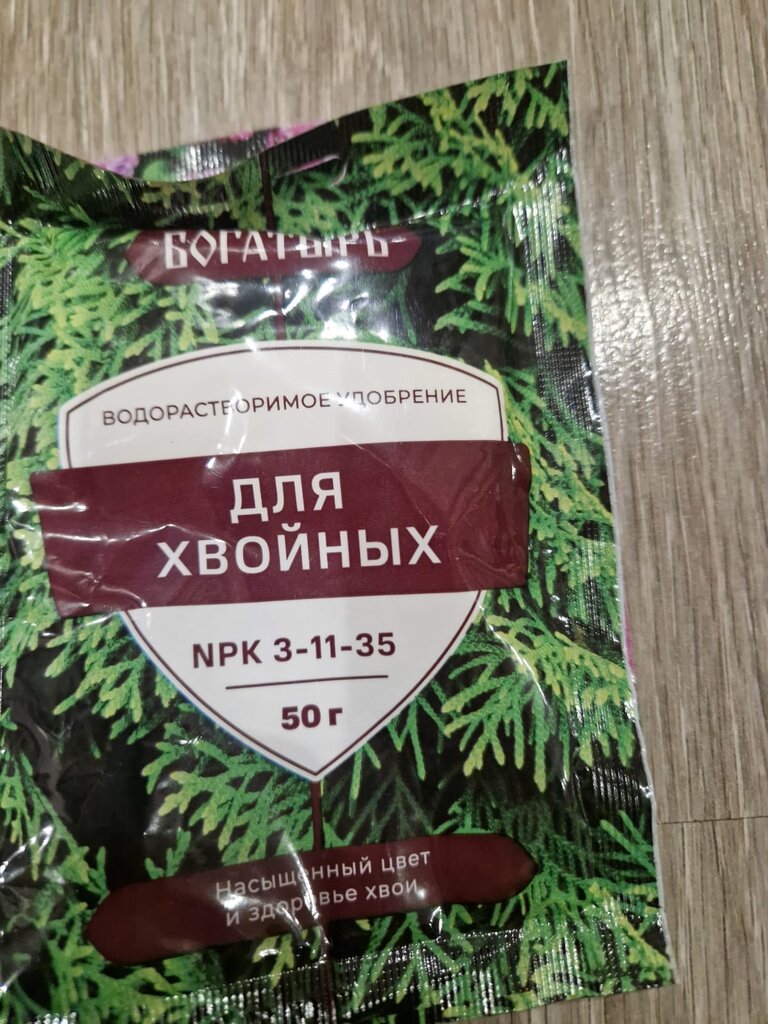 БОГАТЫРЬ
ВОДОРАСТВОРИМОЕ УДОБРЕНИЕ
ДЛЯ
ХВОЙНЫХ
NPK 3-11-35
50 г
Насыщенный цвет
и здоровье хвои